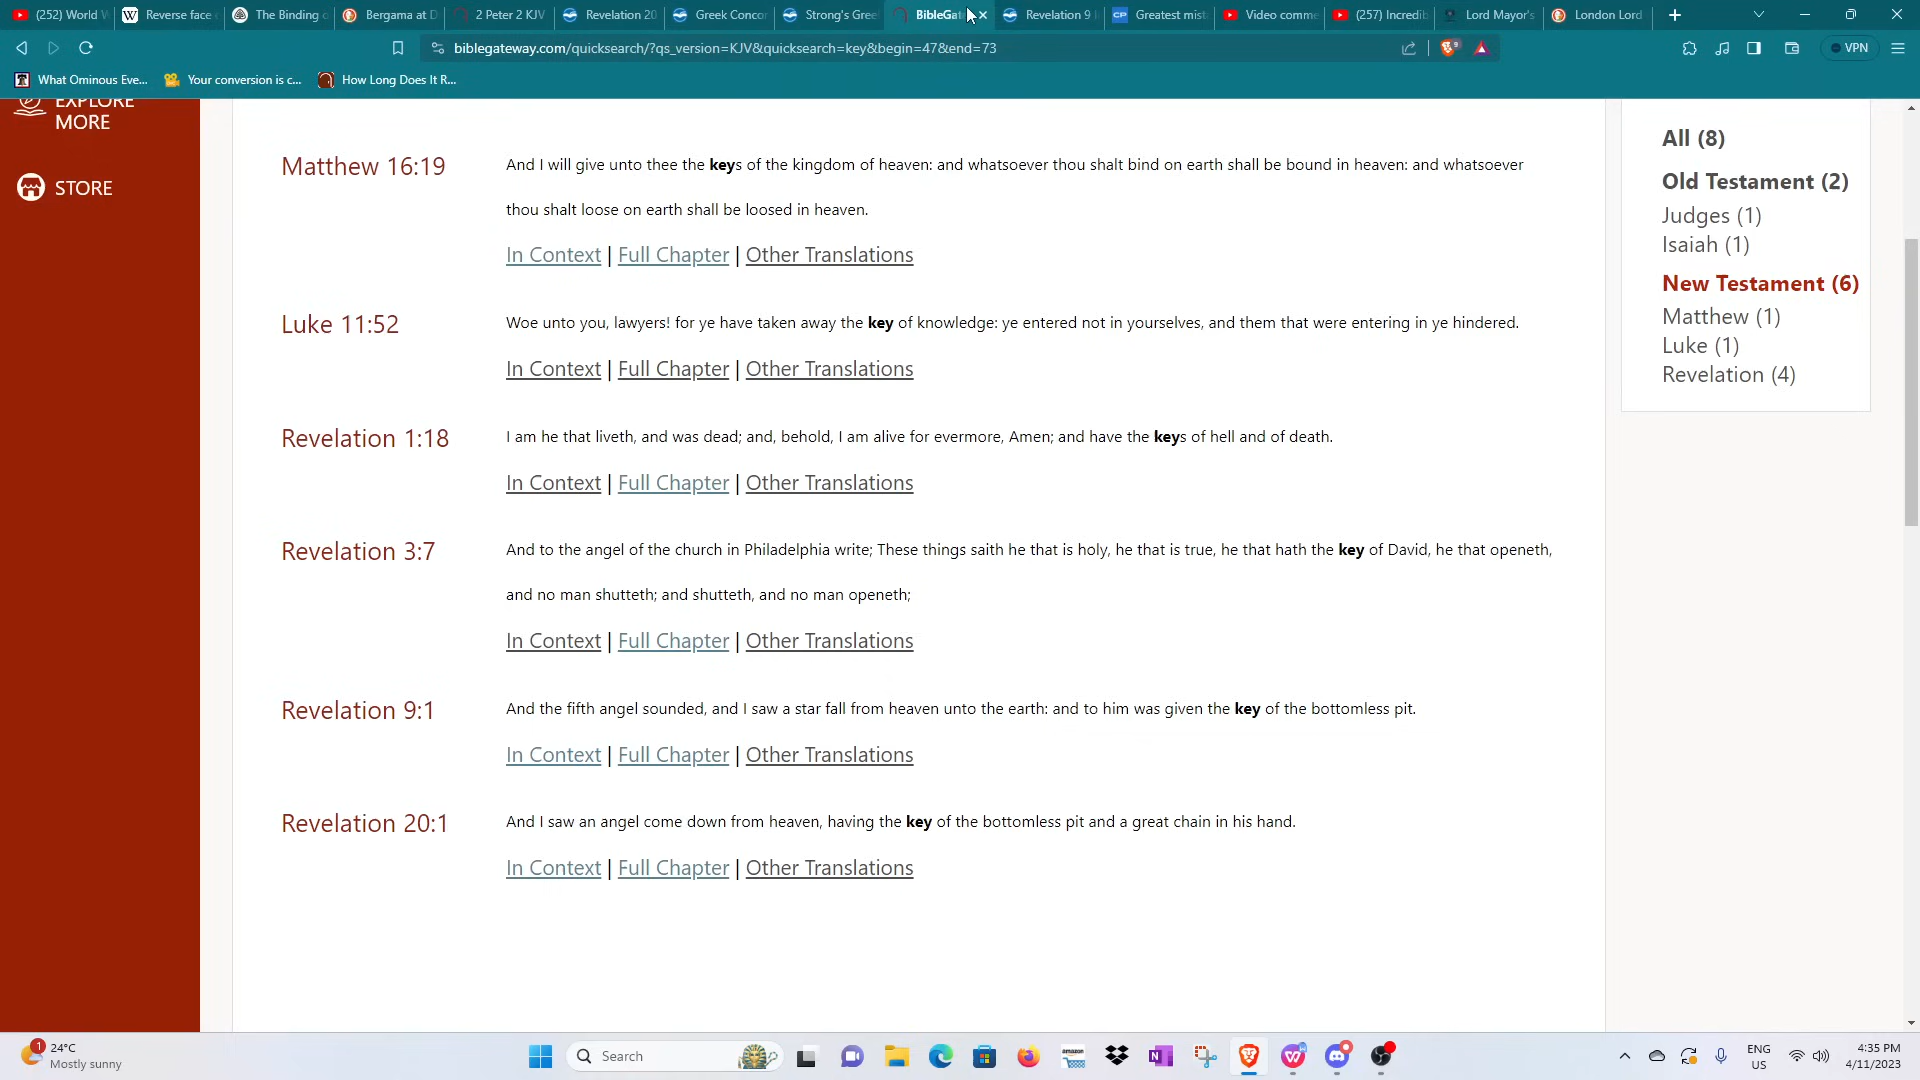 (252) World W
Reverse face
The Binding o
Bergama at D
2 Peter 2 KJV
Revelation 20
Greek Concor
Strong's Gree
BibleGat
Revelation 9 I
Greatest mist
Video comme
(257) Incredib
Lord Mayor's
London Lord
biblegateway.com/quicksearch/?qs_version=KJV&quicksearch=key&begin=47&end=73
VPN
What Ominous Eve...
Your conversion is c...
How Long Does It R...
EXPLORE
MORE
STORE
Matthew 16:19
And I will give unto thee the keys of the kingdom of heaven: and whatsoever thou shalt bind on earth shall be bound in heaven: and whatsoever
thou shalt loose on earth shall be loosed in heaven.
In Context | Full Chapter | Other Translations
Luke 11:52
Woe unto you, lawyers! for ye have taken away the key of knowledge: ye entered not in yourselves, and them that were entering in ye hindered.
In Context | Full Chapter | Other Translations
Revelation 1:18
I am he that liveth, and was dead; and, behold, I am alive for evermore, Amen; and have the keys of hell and of death.
In Context | Full Chapter | Other Translations
Revelation 3:7
And to the angel of the church in Philadelphia write; These things saith he that is holy, he that is true, he that hath the key of David, he that openeth,
and no man shutteth; and shutteth, and no man openeth;
In Context | Full Chapter | Other Translations
Revelation 9:1
And the fifth angel sounded, and I saw a star fall from heaven unto the earth: and to him was given the key of the bottomless pit.
In Context | Full Chapter | Other Translations
Revelation 20:1
And I saw an angel come down from heaven, having the key of the bottomless pit and a great chain in his hand.
In Context | Full Chapter | Other Translations
All (8)
Old Testament (2)
Judges (1)
Isaiah (1)
New Testament (6)
Matthew (1)
Luke (1)
Revelation (4)
1
24°C
Mostly sunny
Search
ENG
US
4:35 PM
4/11/2023